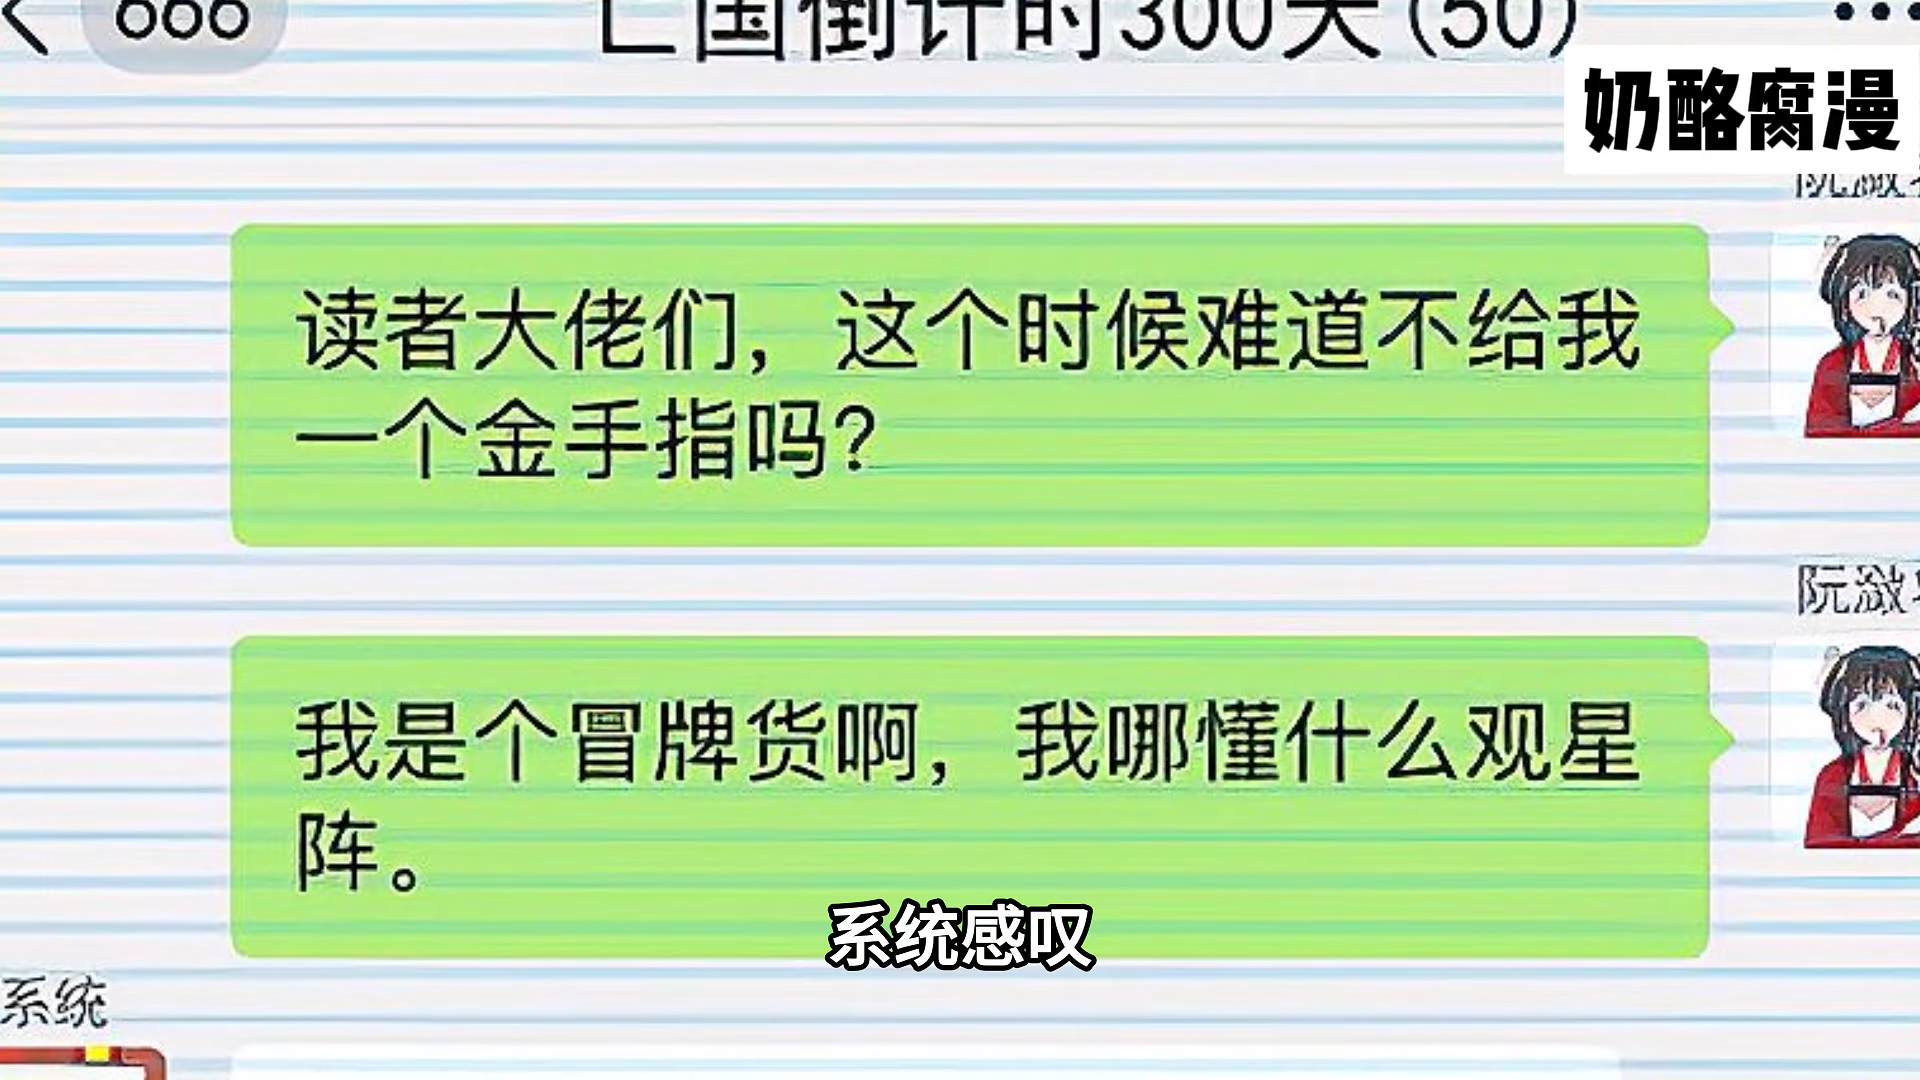 666
亡国倒计时300天(50)
奶酪腐漫
读者大佬们，这个时候难道不给我
一个金手指吗？
阮潋
我是个冒牌货啊，我哪懂什么观星
阵。
系统感叹
系统